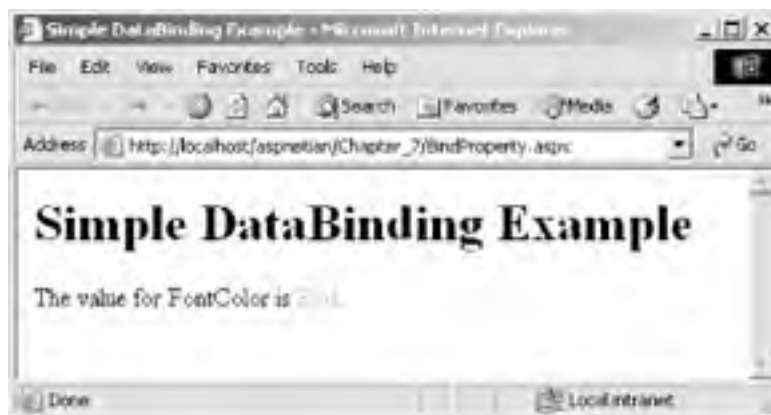 Simple DataBinding Example - Microsoft Internet Explorer
File Edit View Favorites Tools Help
Search Favorites Media
Address http://localhost/aspnetian/Chapter_7/BindProperty.aspx Go
Simple DataBinding Example
The value for FontColor is
Done Local intranet